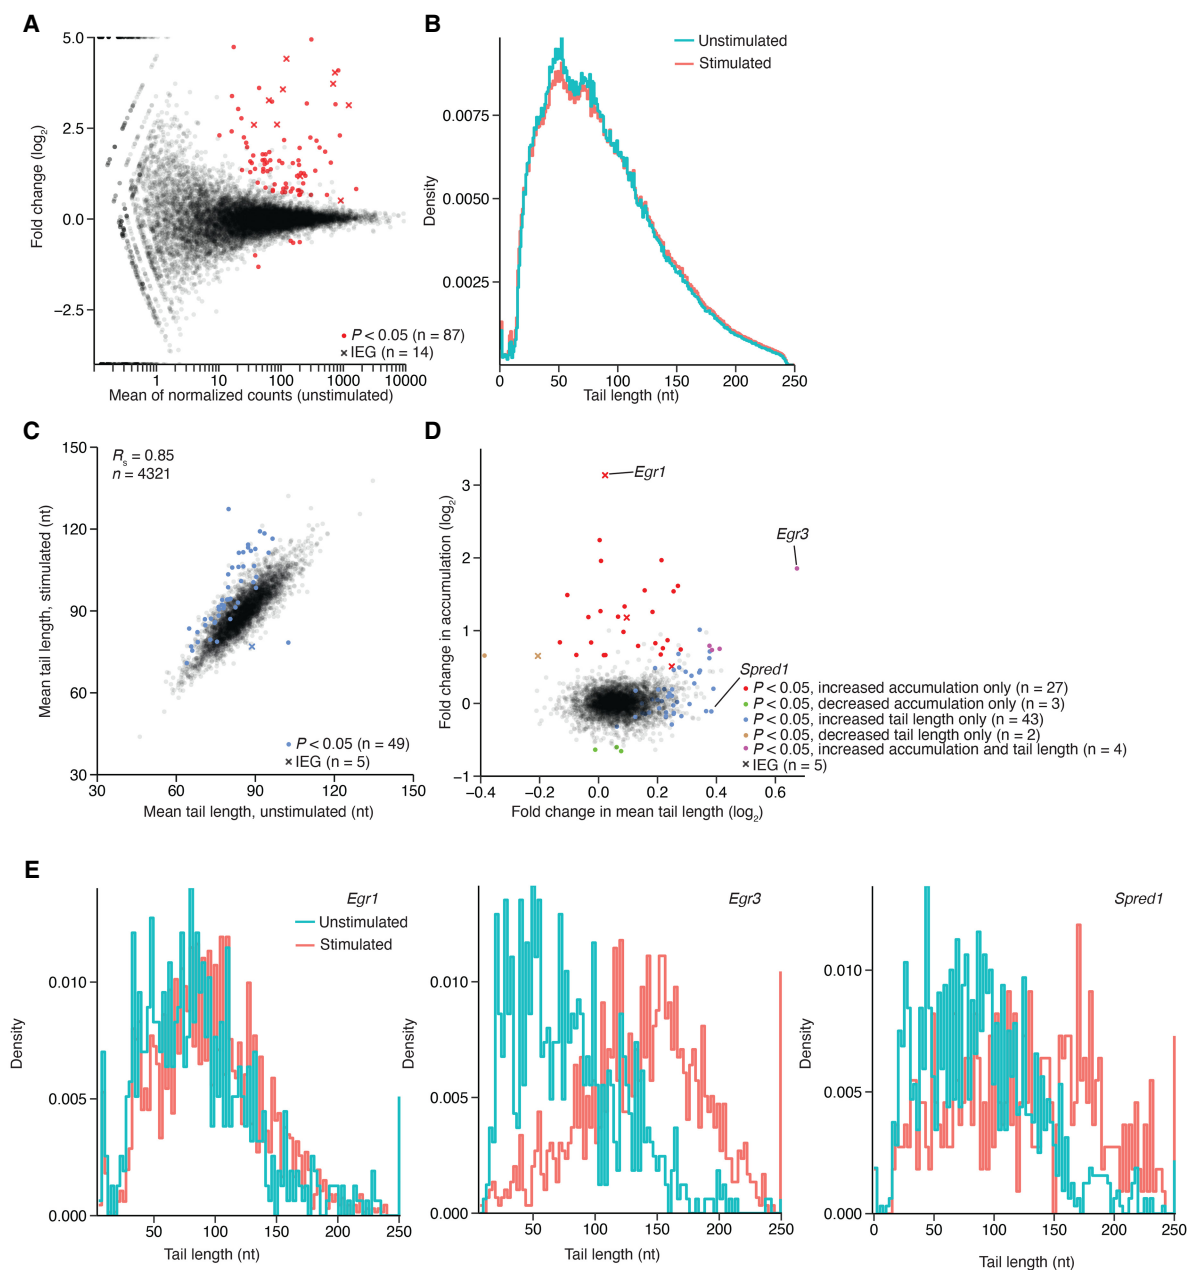 A
5.0
2.5
0.0
−2.5
Fold change (log2)
P < 0.05 (n = 87)
IEG (n = 14)
1
10
100
1000
10000
Mean of normalized counts (unstimulated)
B
Unstimulated
Stimulated
0.0075
0.0050
0.0025
Density
0
50
100
150
200
250
Tail length (nt)
C
150
120
90
60
30
Mean tail length, stimulated (nt)
Rs = 0.85
n = 4321
P < 0.05 (n = 49)
IEG (n = 5)
30
60
90
120
150
Mean tail length, unstimulated (nt)
D
3
2
1
0
−1
Fold change in accumulation (log2)
Egr1
Egr3
Spred1
P < 0.05, increased accumulation only (n = 27)
P < 0.05, decreased accumulation only (n = 3)
P < 0.05, increased tail length only (n = 43)
P < 0.05, decreased tail length only (n = 2)
P < 0.05, increased accumulation and tail length (n = 4)
IEG (n = 5)
−0.4
−0.2
0.0
0.2
0.4
0.6
Fold change in mean tail length (log2)
E
Egr1
Unstimulated
Stimulated
0.010
0.005
0.000
Density
50
100
150
200
250
Tail length (nt)
Egr3
0.010
0.005
0.000
Density
50
100
150
200
250
Tail length (nt)
Spred1
0.010
0.005
0.000
Density
0
50
100
150
200
250
Tail length (nt)